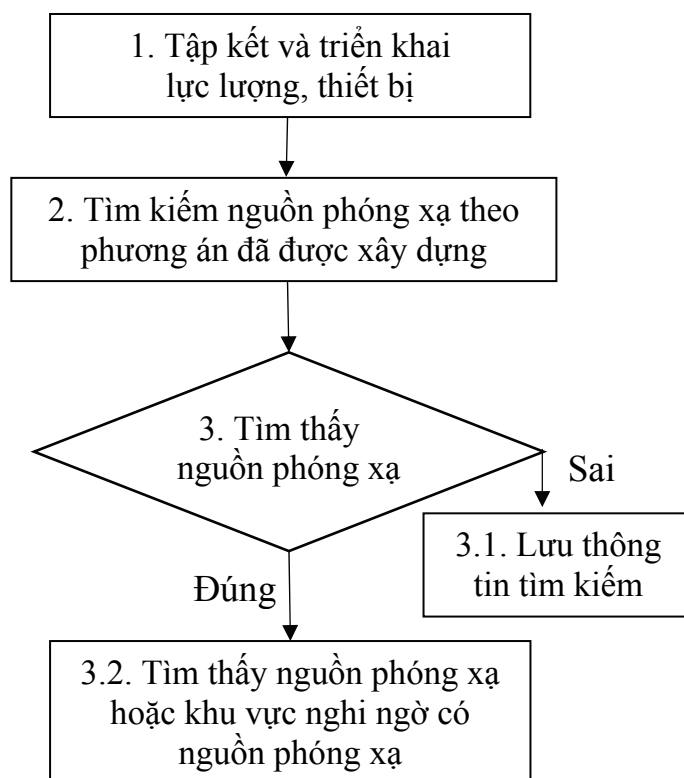 1. Tập kết và triển khai
lực lượng, thiết bị
2. Tìm kiếm nguồn phóng xạ theo
phương án đã được xây dựng
3. Tìm thấy
nguồn phóng xạ
Sai
3.1. Lưu thông
tin tìm kiếm
Đúng
3.2. Tìm thấy nguồn phóng xạ
hoặc khu vực nghi ngờ có
nguồn phóng xạ